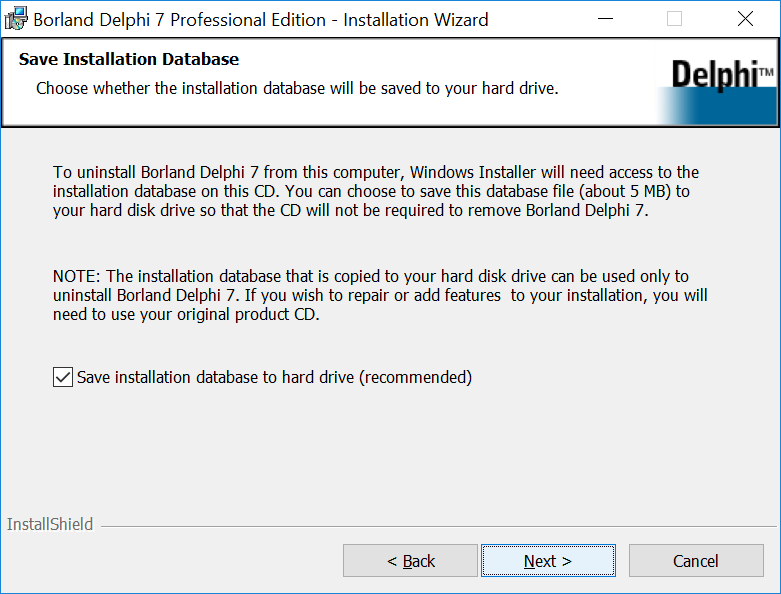 Borland Delphi 7 Professional Edition - Installation Wizard
Save Installation Database
Choose whether the installation database will be saved to your hard drive.
Delphi™
To uninstall Borland Delphi 7 from this computer, Windows Installer will need access to the
installation database on this CD. You can choose to save this database file (about 5 MB) to
your hard disk drive so that the CD will not be required to remove Borland Delphi 7.
NOTE: The installation database that is copied to your hard disk drive can be used only to
uninstall Borland Delphi 7. If you wish to repair or add features  to your installation, you will
need to use your original product CD.
Save installation database to hard drive (recommended)
InstallShield
< Back
Next >
Cancel